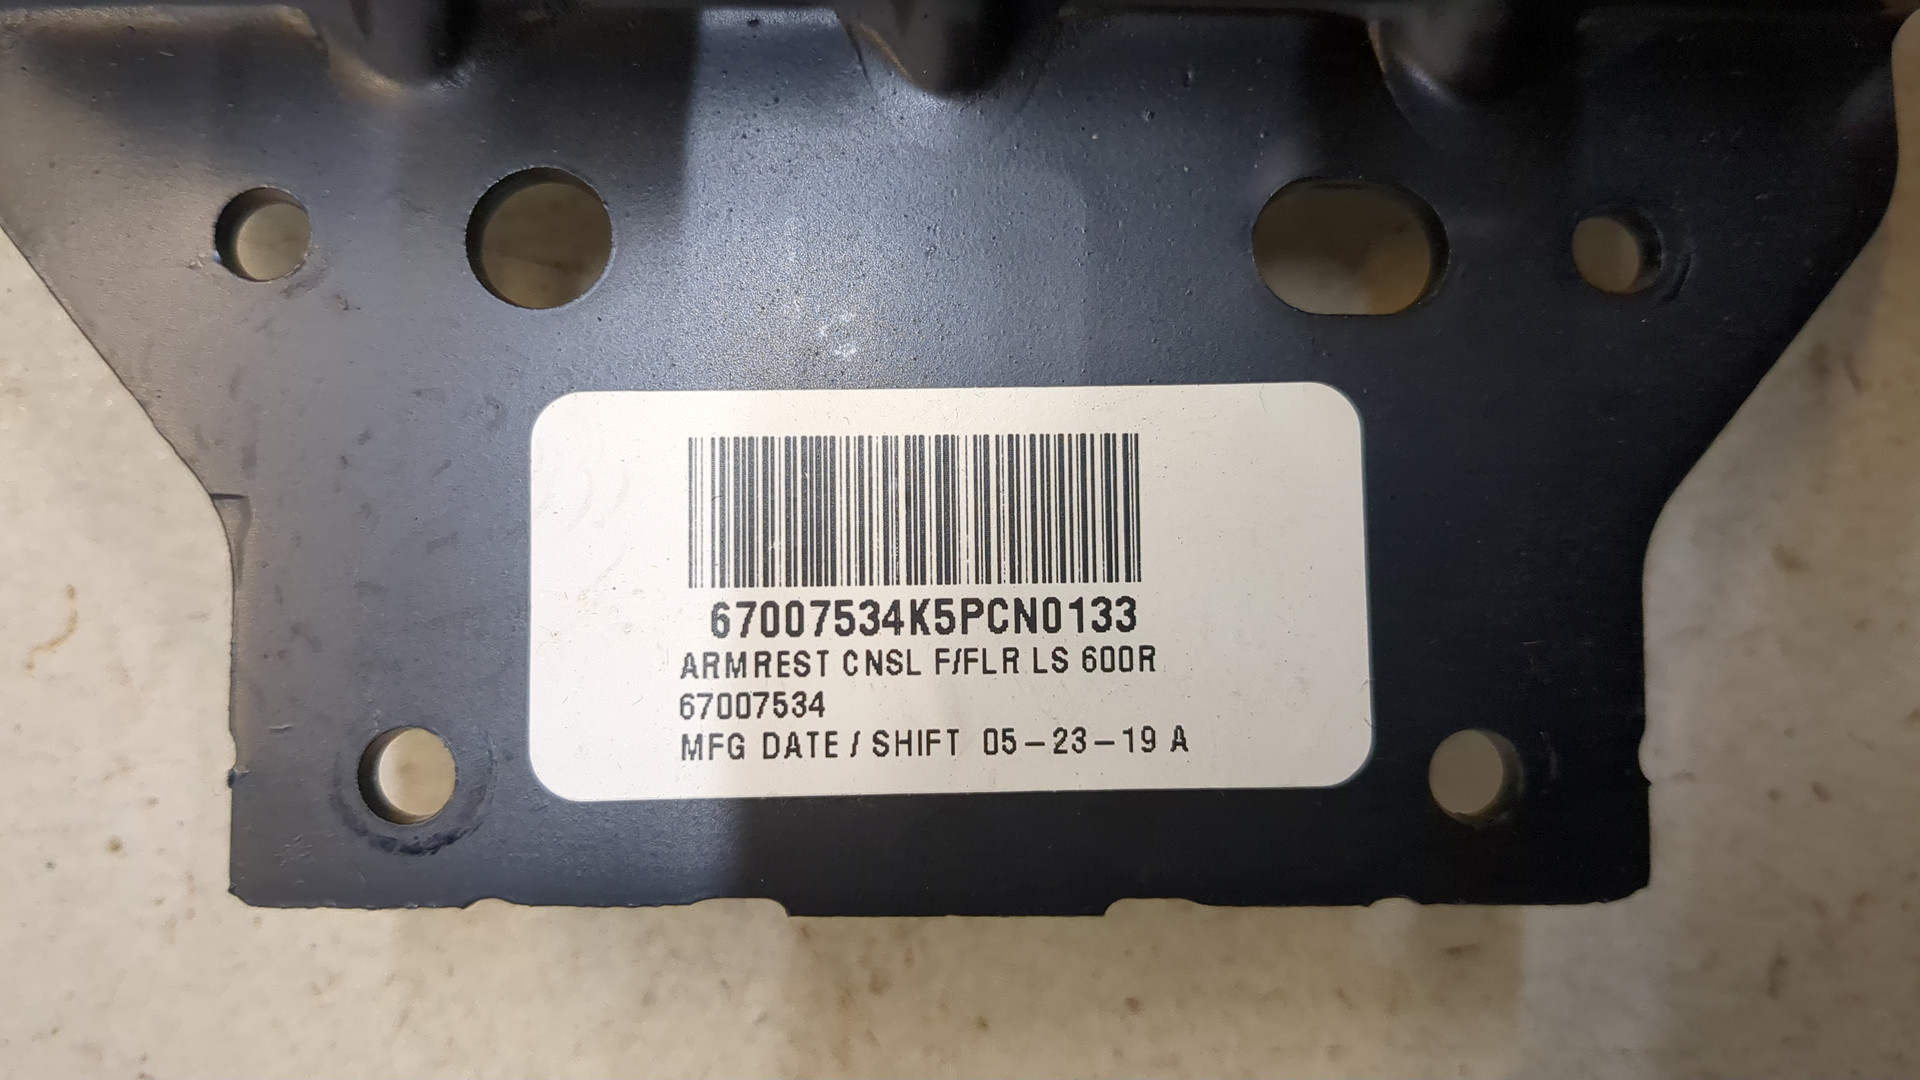 67007534K5PCN0133
ARMREST CNSL F/FLR LS 600R
67007534
MFG DATE / SHIFT 05-23-19 A